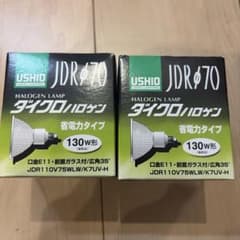 USHIO
JDRφ70
HALOGEN LAMP
ダイクロハロゲン
省電力タイプ
130W形
口金E11・前面ガラス付/広角35°
JDR110V75WLW/K7UV-H
USHIO
JDRφ70
HALOGEN LAMP
ダイクロハロゲン
省電力タイプ
130W形
口金E11・前面ガラス付/広角35°
JDR110V75WLW/K7UV-H